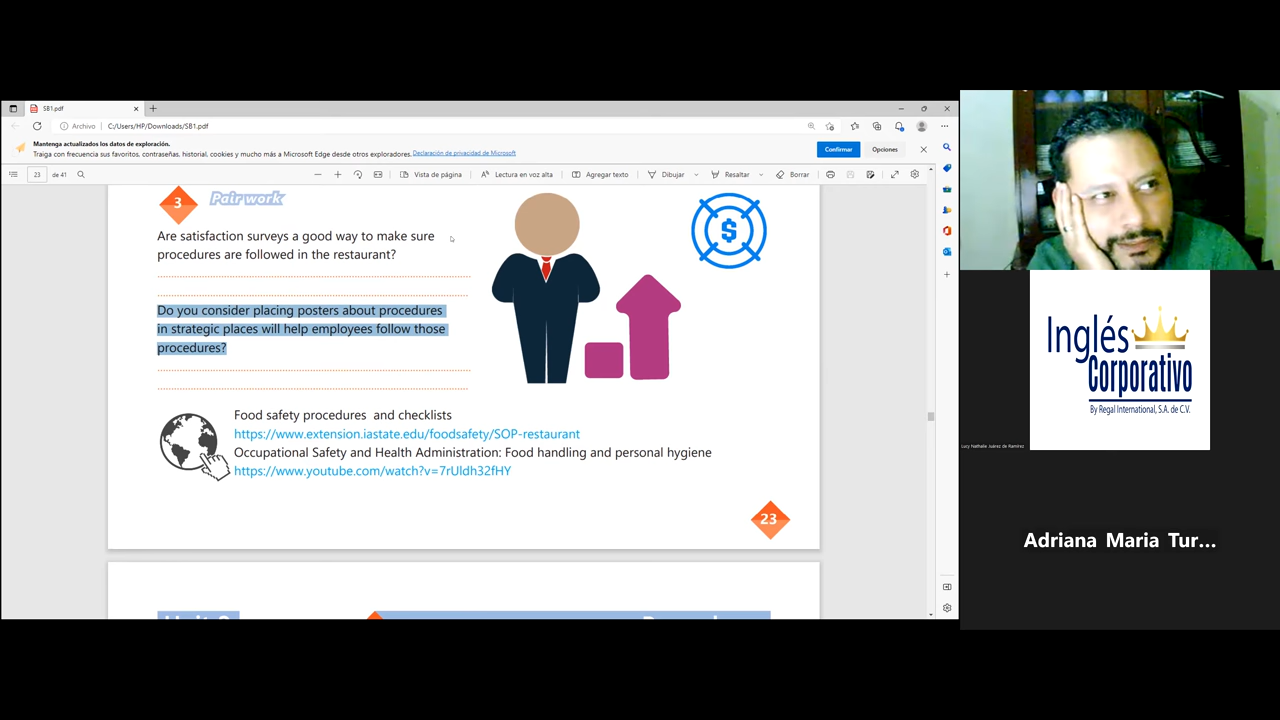 SB1.pdf
Archivo C:/Users/HP/Downloads/SB1.pdf
Mantenga actualizados los datos de exploración.
Traiga con frecuencia sus favoritos, contraseñas, historial, cookies y mucho más a Microsoft Edge desde otros exploradores. Declaración de privacidad de Microsoft
Confirmar
Opciones
23 de 41
Vista de página
Lectura en voz alta
Agregar texto
Dibujar
Resaltar
Borrar
3 Pair work
Are satisfaction surveys a good way to make sure
procedures are followed in the restaurant?
Do you consider placing posters about procedures
in strategic places will help employees follow those
procedures?
$
Food safety procedures and checklists
https://www.extension.iastate.edu/foodsafety/SOP-restaurant
Occupational Safety and Health Administration: Food handling and personal hygiene
https://www.youtube.com/watch?v=7rUldh32fHY
23
Inglés
Corporativo
By Regal International, S.A. de C.V.
Lucy Nathalie Juárez de Ramírez
Adriana Maria Tur...